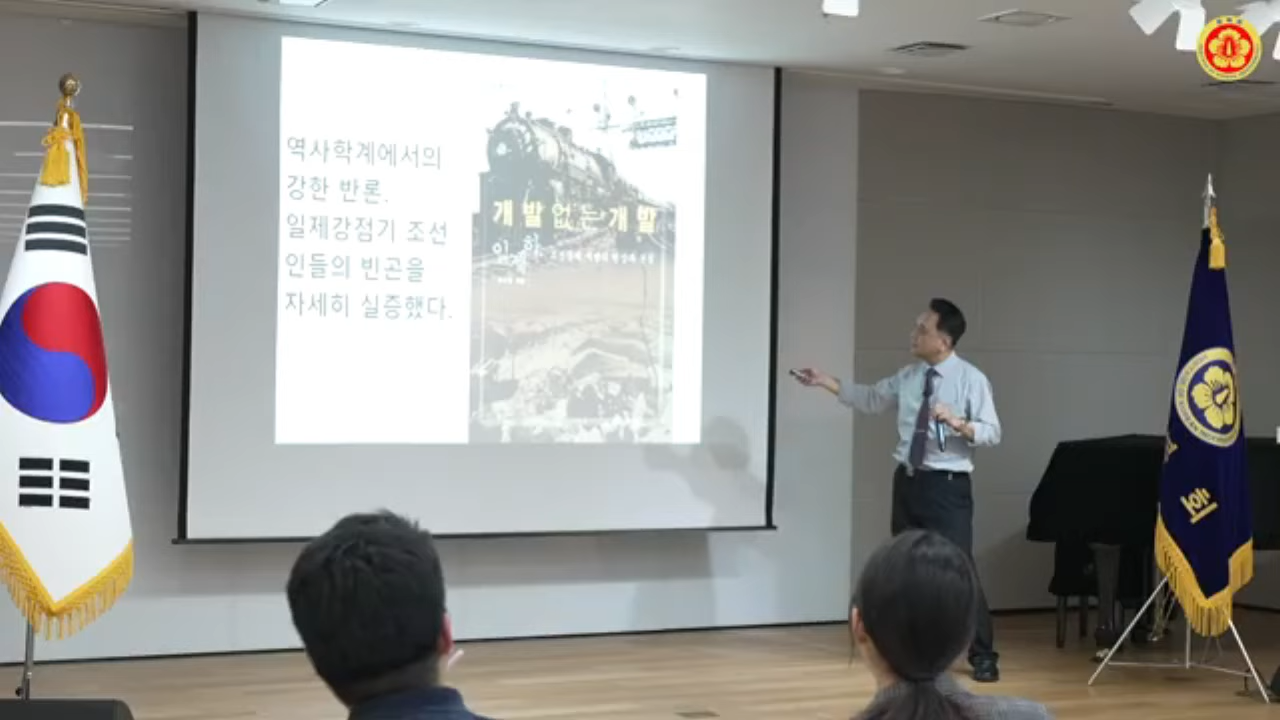 역사학계에서의
강한 반론.
일제강점기 조선
인들의 빈곤을
자세히 실증했다.
개발 없는 개발